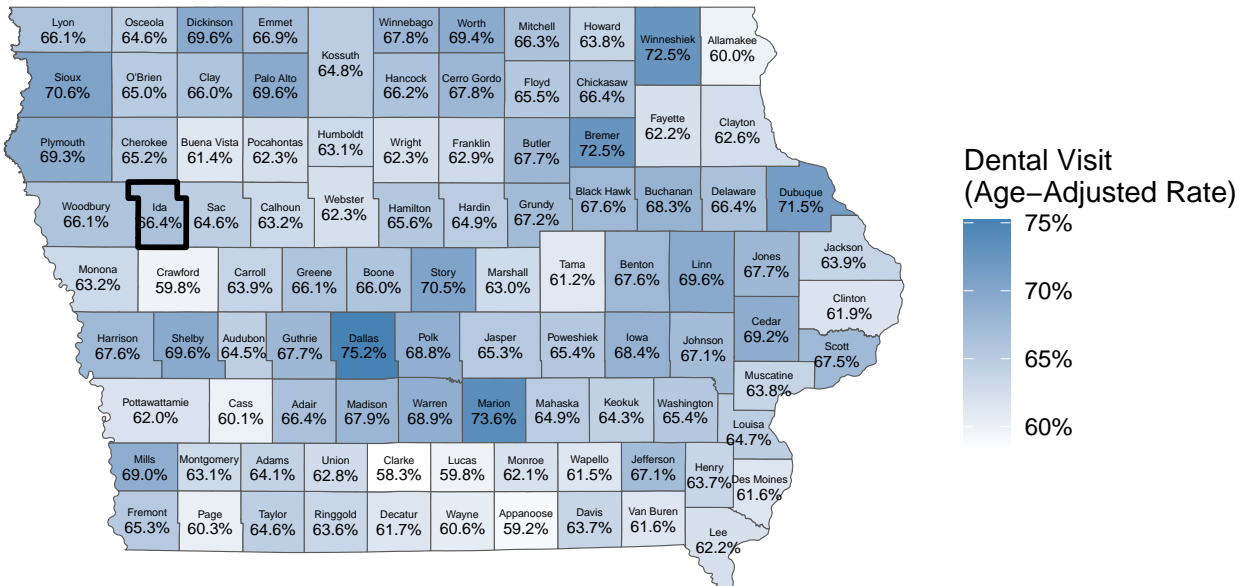 Lyon
66.1%
Osceola
64.6%
Dickinson
69.6%
Emmet
66.9%
Kossuth
64.8%
Winnebago
67.8%
Worth
69.4%
Mitchell
66.3%
Howard
63.8%
Winneshiek
72.5%
Allamakee
60.0%
Sioux
70.6%
O'Brien
65.0%
Clay
66.0%
Palo Alto
69.6%
Hancock
66.2%
Cerro Gordo
67.8%
Floyd
65.5%
Chickasaw
66.4%
Fayette
62.2%
Clayton
62.6%
Plymouth
69.3%
Cherokee
65.2%
Buena Vista
61.4%
Pocahontas
62.3%
Humboldt
63.1%
Wright
62.3%
Franklin
62.9%
Butler
67.7%
Bremer
72.5%
Woodbury
66.1%
Ida
66.4%
Sac
64.6%
Calhoun
63.2%
Webster
62.3%
Hamilton
65.6%
Hardin
64.9%
Grundy
67.2%
Black Hawk
67.6%
Buchanan
68.3%
Delaware
66.4%
Dubuque
71.5%
Monona
63.2%
Crawford
59.8%
Carroll
63.9%
Greene
66.1%
Boone
66.0%
Story
70.5%
Marshall
63.0%
Tama
61.2%
Benton
67.6%
Linn
69.6%
Jones
67.7%
Jackson
63.9%
Clinton
61.9%
Harrison
67.6%
Shelby
69.6%
Audubon
64.5%
Guthrie
67.7%
Dallas
75.2%
Polk
68.8%
Jasper
65.3%
Poweshiek
65.4%
Iowa
68.4%
Johnson
67.1%
Cedar
69.2%
Scott
67.5%
Muscatine
63.8%
Pottawattamie
62.0%
Cass
60.1%
Adair
66.4%
Madison
67.9%
Warren
68.9%
Marion
73.6%
Mahaska
64.9%
Keokuk
64.3%
Washington
65.4%
Louisa
64.7%
Mills
69.0%
Montgomery
63.1%
Adams
64.1%
Union
62.8%
Clarke
58.3%
Lucas
59.8%
Monroe
62.1%
Wapello
61.5%
Jefferson
67.1%
Henry
63.7%
Des Moines
61.6%
Fremont
65.3%
Page
60.3%
Taylor
64.6%
Ringgold
63.6%
Decatur
61.7%
Wayne
60.6%
Appanoose
59.2%
Davis
63.7%
Van Buren
61.6%
Lee
62.2%
Dental Visit
(Age−Adjusted Rate)
75%
70%
65%
60%